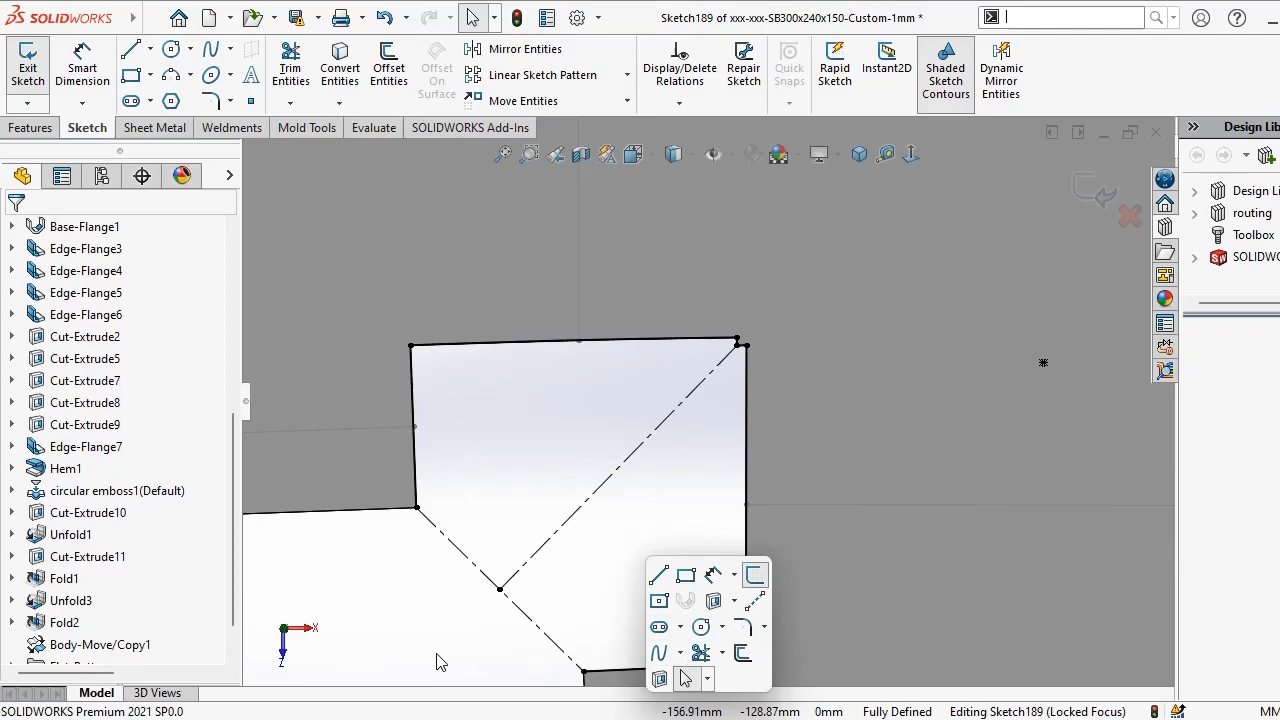 SOLIDWORKS
Sketch189 of xxx-xxx-SB300x240x150-Custom-1mm *
Exit Sketch
Smart Dimension
Trim Entities
Convert Entities
Offset Entities
Offset On Surface
Mirror Entities
Linear Sketch Pattern
Move Entities
Display/Delete Relations
Repair Sketch
Quick Snaps
Rapid Sketch
Instant2D
Shaded Sketch Contours
Dynamic Mirror Entities
Features
Sketch
Sheet Metal
Weldments
Mold Tools
Evaluate
SOLIDWORKS Add-Ins
Design Lib
Base-Flange1
Edge-Flange3
Edge-Flange4
Edge-Flange5
Edge-Flange6
Cut-Extrude2
Cut-Extrude5
Cut-Extrude7
Cut-Extrude8
Cut-Extrude9
Edge-Flange7
Hem1
circular emboss1(Default)
Cut-Extrude10
Unfold1
Cut-Extrude11
Fold1
Unfold3
Fold2
Body-Move/Copy1
X
Z
Design Li
routing
Toolbox
SOLIDWO
Model
3D Views
SOLIDWORKS Premium 2021 SP0.0
-156.91mm
-128.87mm
0mm
Fully Defined
Editing Sketch189 (Locked Focus)
MM